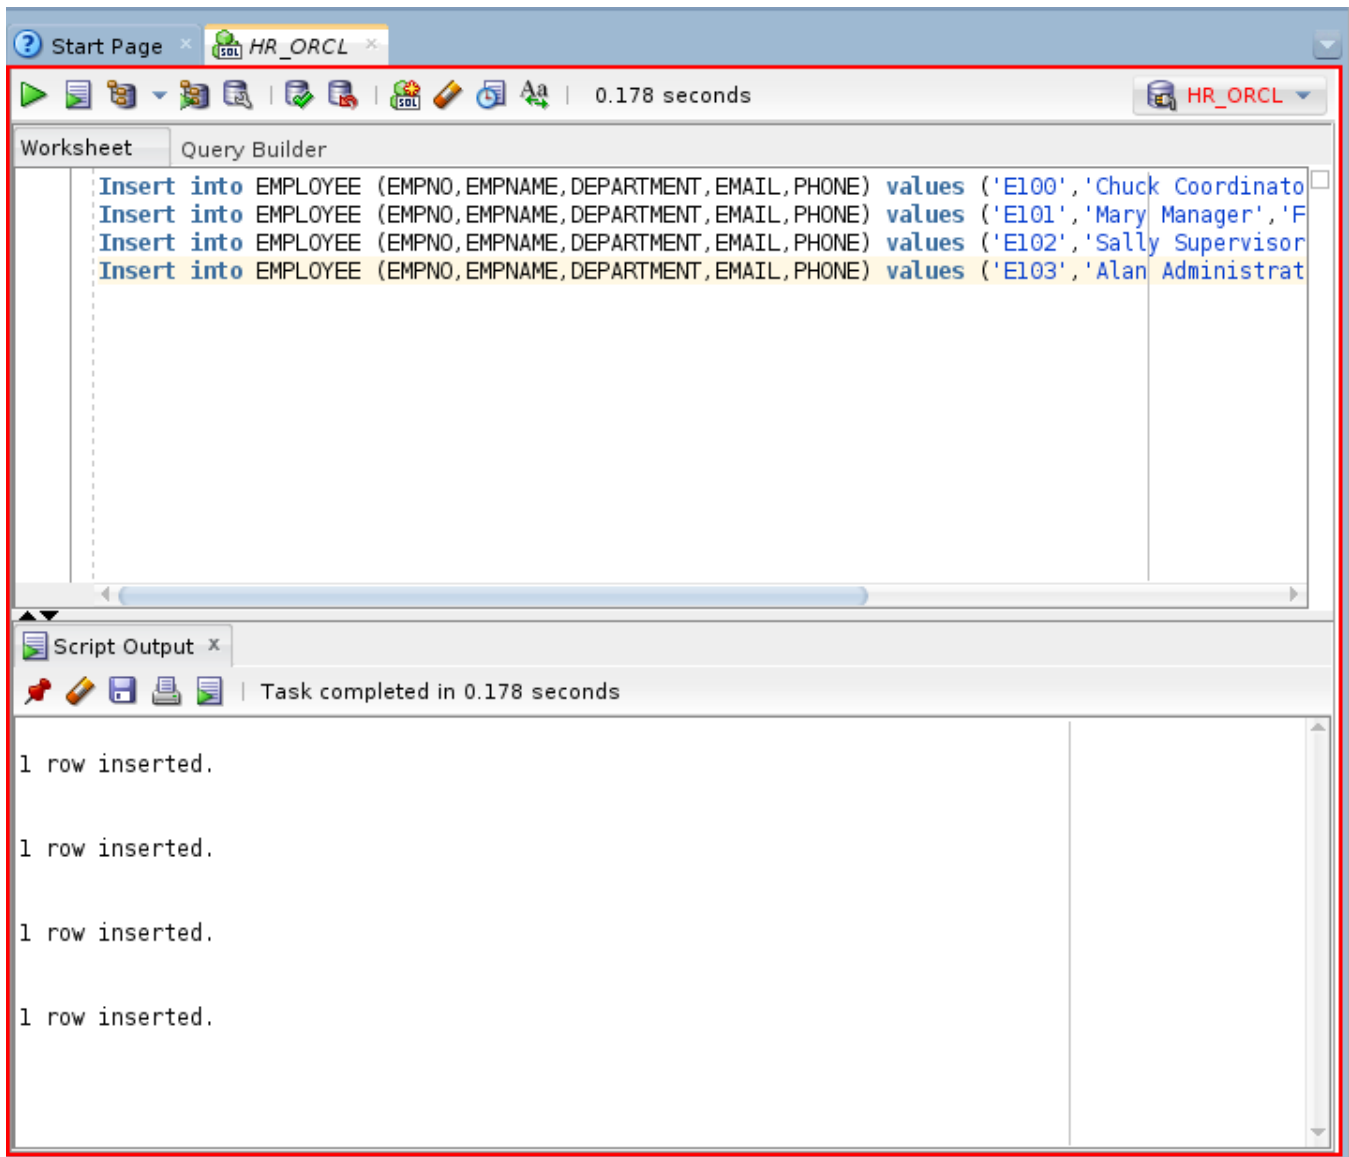 Start Page
HR_ORCL
0.178 seconds
HR_ORCL
Worksheet Query Builder
Insert into EMPLOYEE (EMPNO,EMPNAME,DEPARTMENT,EMAIL,PHONE) values ('E100','Chuck Coordinato
Insert into EMPLOYEE (EMPNO,EMPNAME,DEPARTMENT,EMAIL,PHONE) values ('E101','Mary Manager','F
Insert into EMPLOYEE (EMPNO,EMPNAME,DEPARTMENT,EMAIL,PHONE) values ('E102','Sally Supervisor
Insert into EMPLOYEE (EMPNO,EMPNAME,DEPARTMENT,EMAIL,PHONE) values ('E103','Alan Administrat
Script Output
Task completed in 0.178 seconds
1 row inserted.
1 row inserted.
1 row inserted.
1 row inserted.